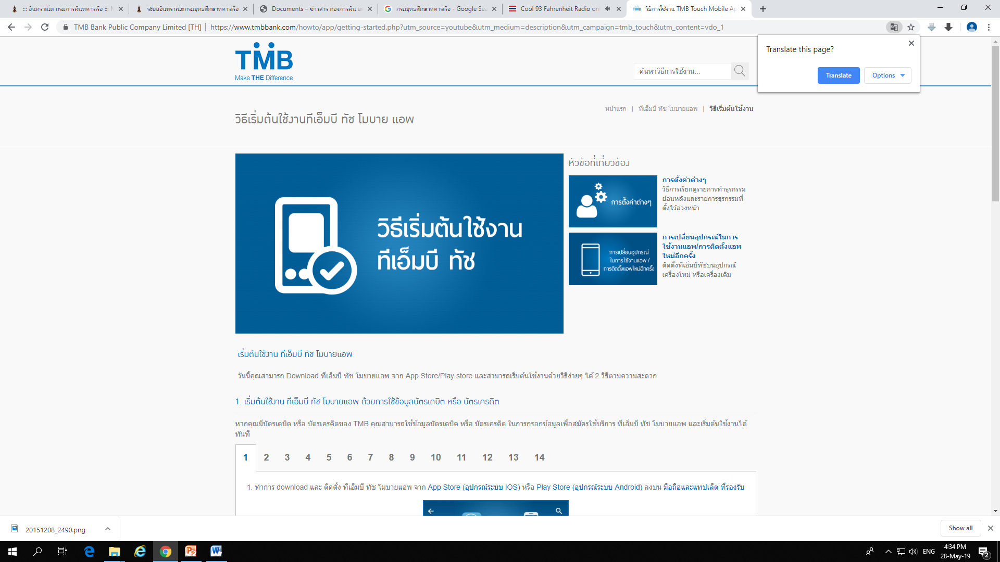 ::: อินทราเน็ต กรมการเงินทหารเรือ :::
ระบบอินทราเน็ตกรมยุทธศึกษาทหารเรือ
Documents – ข่าวสาร กองการเงิน
กรมยุทธศึกษาทหารเรือ - Google Sea
Cool 93 Fahrenheit Radio onl
TMB วิธีการใช้งาน TMB Touch Mobile Ap
TMB Bank Public Company Limited [TH] | https://www.tmbbank.com/howto/app/getting-started.php?utm_source=youtube&utm_medium=description&utm_campaign=tmb_touch&utm_content=vdo_1
Translate this page?
Translate
Options
TMB
Make THE Difference
ค้นหาวิธีการใช้งาน...
หน้าแรก | ทีเอ็มบี ทัช โมบายแอพ | วิธีเริ่มต้นใช้งาน
วิธีเริ่มต้นใช้งานทีเอ็มบี ทัช โมบาย แอพ
วิธีเริ่มต้นใช้งาน
ทีเอ็มบี ทัช
หัวข้อที่เกี่ยวข้อง
การตั้งค่าต่างๆ
การตั้งค่าต่างๆ
วิธีการเรียกดูรายการทำธุรกรรม
ย้อนหลังและรายการธุรกรรมที่
ตั้งไว้ล่วงหน้า
การเปลี่ยนอุปกรณ์
ในการใช้งานแอพ /
การติดตั้งแอพใหม่อีกครั้ง
การเปลี่ยนอุปกรณ์ในการ
ใช้งานแอพ/การติดตั้งแอพ
ใหม่อีกครั้ง
ติดตั้งทีเอ็มบีทัชบนอุปกรณ์
เครื่องใหม่ หรือเครื่องเดิม
เริ่มต้นใช้งาน ทีเอ็มบี ทัช โมบายแอพ
วันนี้คุณสามารถ Download ทีเอ็มบี ทัช โมบายแอพ จาก App Store/Play store และสามารถเริ่มต้นใช้งานด้วยวิธีง่ายๆ ได้ 2 วิธีตามความสะดวก
1. เริ่มต้นใช้งาน ทีเอ็มบี ทัช โมบายแอพ ด้วยการใช้ข้อมูลบัตรเดบิต หรือ บัตรเครดิต
หากคุณมีบัตรเดบิต หรือ บัตรเครดิตของ TMB คุณสามารถใช้ข้อมูลบัตรเดบิต หรือ บัตรเครดิต ในการกรอกข้อมูลเพื่อสมัครใช้บริการ ทีเอ็มบี ทัช โมบายแอพ และเริ่มต้นใช้งานได้
ทันที
1 2 3 4 5 6 7 8 9 10 11 12 13 14
1. ทำการ download และ ติดตั้ง ทีเอ็มบี ทัช โมบายแอพ จาก App Store (อุปกรณ์ระบบ IOS) หรือ Play Store (อุปกรณ์ระบบ Android) ลงบน มือถือและแทปเล็ต ที่รองรับ
20151208_2490.png
Show all
ENG
4:34 PM
28-May-19
2